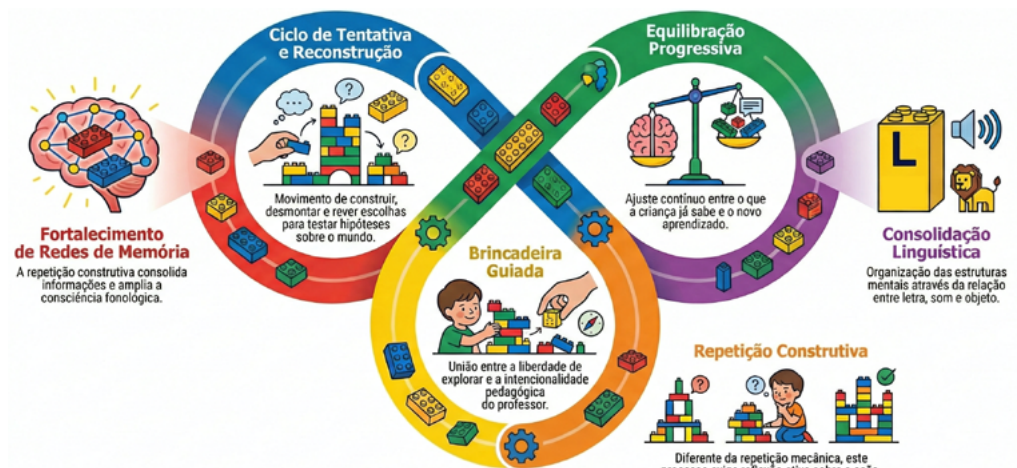 Ciclo de Tentativa
e Reconstrução
Movimento de construir,
desmontar e rever escolhas
para testar hipóteses
sobre o mundo.
Equilibração
Progressiva
Ajuste contínuo entre o que
a criança já sabe e o novo
aprendizado.
Fortalecimento
de Redes de Memória
A repetição construtiva consolida
informações e amplia a
consciência fonológica.
Brincadeira
Guiada
União entre a liberdade de
explorar e a intencionalidade
pedagógica
do professor.
L
Consolidação
Linguística
Organização das estruturas
mentais através da relação
entre letra, som e objeto.
Repetição Construtiva
?
?
?
?
Diferente da repetição mecânica, este